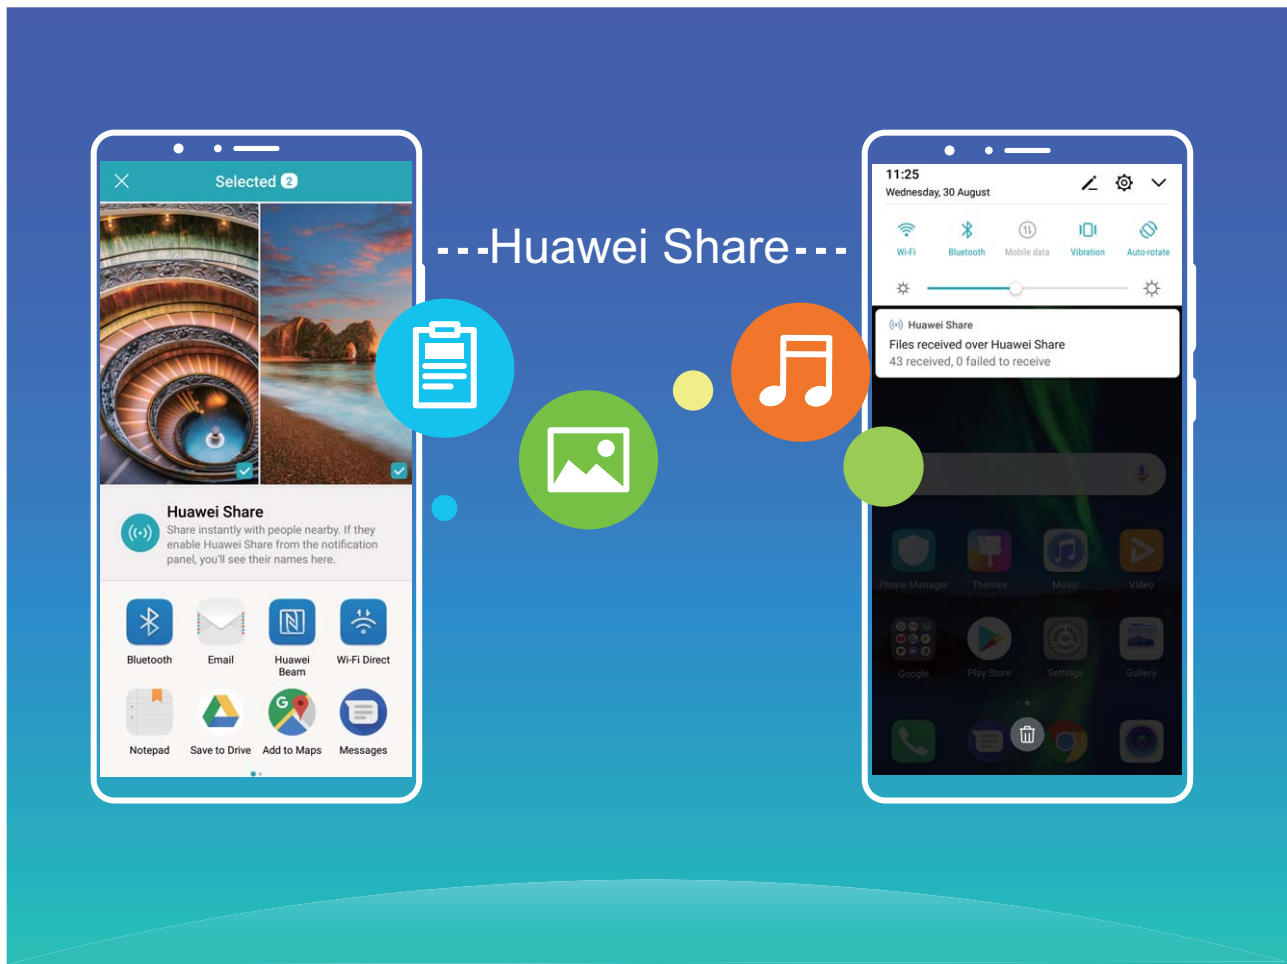 Selected 2
Huawei Share
Share instantly with people nearby. If they
enable Huawei Share from the notification
panel, you'll see their names here.
Bluetooth
Email
Huawei
Beam
Wi-Fi Direct
Notepad
Save to Drive
Add to Maps
Messages
---Huawei Share---
11:25
Wednesday, 30 August
Wi-Fi
Bluetooth
Mobile data
Vibration
Auto-rotate
Huawei Share
Files received over Huawei Share
43 received, 0 failed to receive
Phone Manager
Themes
Music
Video
Google
Play Store
Settings
Gallery